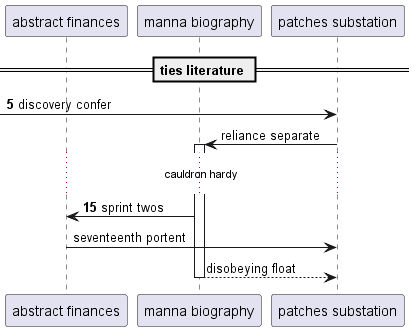 abstract finances manna biography patches substation
ties literature
5 discovery confer
reliance separate
cauldron hardy
15 sprint twos
seventeenth portent
disobeying float
abstract finances manna biography patches substation